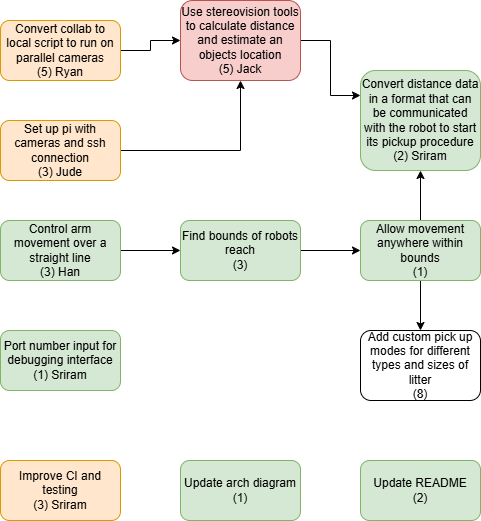 Convert collab to
local script to run on
parallel cameras
(5) Ryan
Use stereovision tools
to calculate distance
and estimate an
objects location
(5) Jack
Convert distance data
in a format that can
be communicated
with the robot to start
its pickup procedure
(2) Sriram
Set up pi with
cameras and ssh
connection
(3) Jude
Control arm
movement over a
straight line
(3) Han
Find bounds of robots
reach
(3)
Allow movement
anywhere within
bounds
(1)
Port number input for
debugging interface
(1) Sriram
Add custom pick up
modes for different
types and sizes of
litter
(8)
Improve CI and
testing
(3) Sriram
Update arch diagram
(1)
Update README
(2)